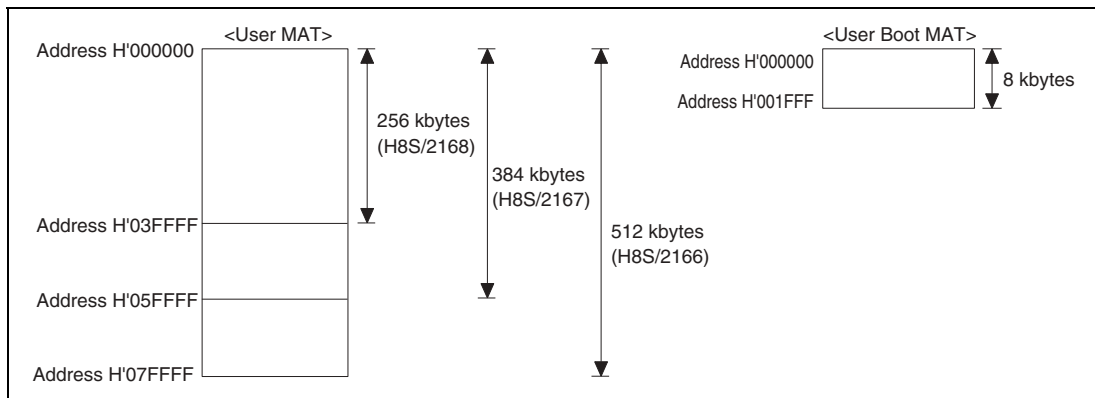 <User MAT>
Address H'000000
Address H'03FFFF
Address H'05FFFF
Address H'07FFFF
256 kbytes
(H8S/2168)
384 kbytes
(H8S/2167)
512 kbytes
(H8S/2166)
<User Boot MAT>
Address H'000000
Address H'001FFF
8 kbytes